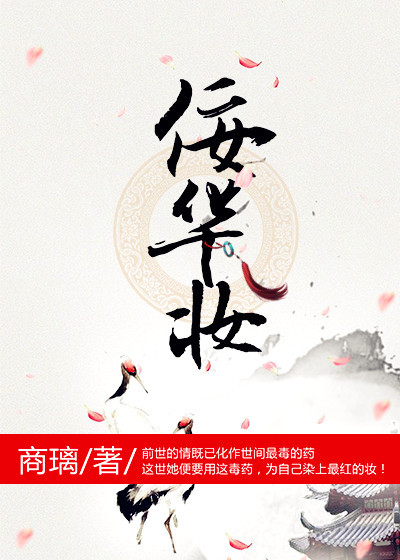 佞华妆
商璃/著/
前世的情既已化作世间最毒的药
这世她便要用这毒药，为自己染上最红的妆！